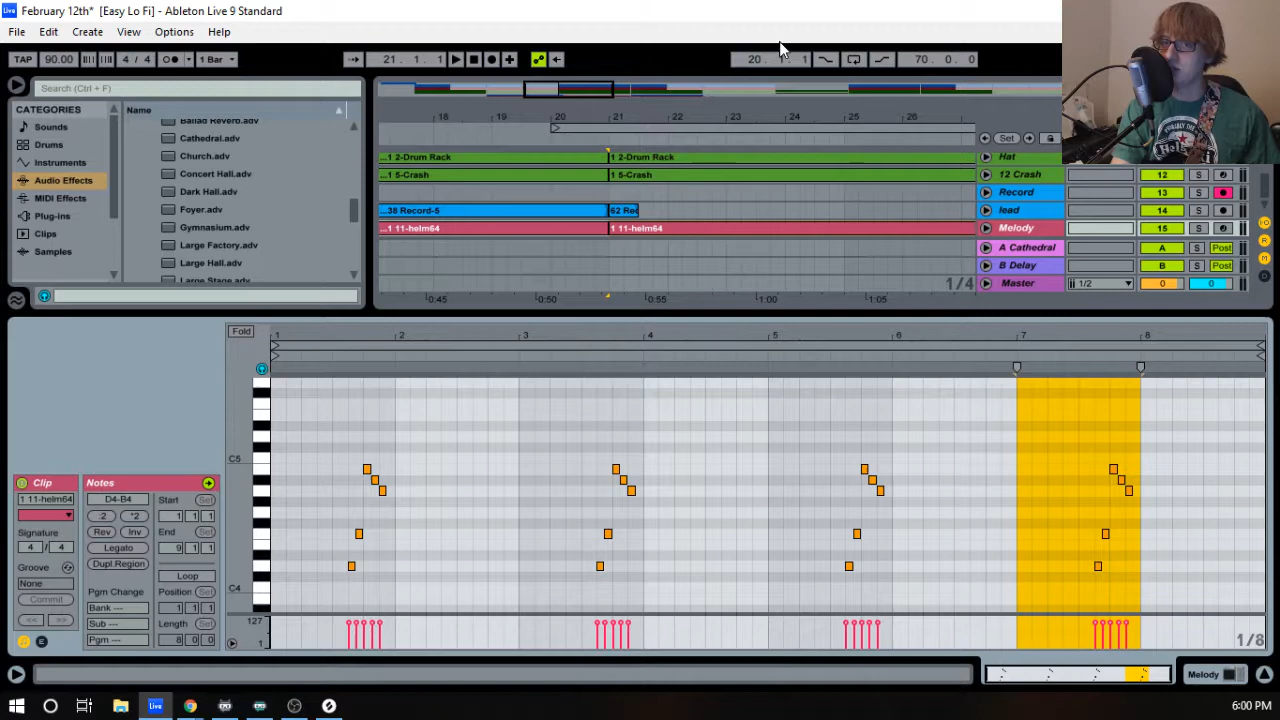 February 12th* [Easy Lo Fi] - Ableton Live 9 Standard
File Edit Create View Options Help
TAP 90.00 4 / 4 1 Bar 21. 1. 1 20. 1. 1 70. 0. 0
Search (Ctrl + F)
CATEGORIES
Sounds
Drums
Instruments
Audio Effects
MIDI Effects
Plug-ins
Clips
Samples
Name
Ballad Reverb.adv
Cathedral.adv
Church.adv
Concert Hall.adv
Dark Hall.adv
Foyer.adv
Gymnasium.adv
Large Factory.adv
Large Hall.adv
Large Stage.adv
18 19 20 21 22 23 24 25 26
Set
...1 2-Drum Rack 1 2-Drum Rack Hat
...1 5-Crash 1 5-Crash 12 Crash 12 S
Record 13 S
...38 Record-5 62 Rec lead 14 S
...1 11-helm64 1 11-helm64 Melody 15 S
A Cathedral A S Post
B Delay B S Post
1/4 Master 1/2 0 0
0:45 0:50 0:55 1:00 1:05
Fold 1 2 3 4 5 6 7 8
C5
C4
127
1
1/8
Clip
1 11-helm64
Signature
4 / 4
Groove
None
Commit
<< >>
Notes
D4-B4
:2 *2
Rev Inv
Legato
Dupl.Region
Pgm Change
Bank ---
Sub ---
Pgm ---
Start Set
1 1 1
End Set
9 1 1
Loop
Position Set
1 1 1
Length Set
8 0 0
Melody
Live
6:00 PM